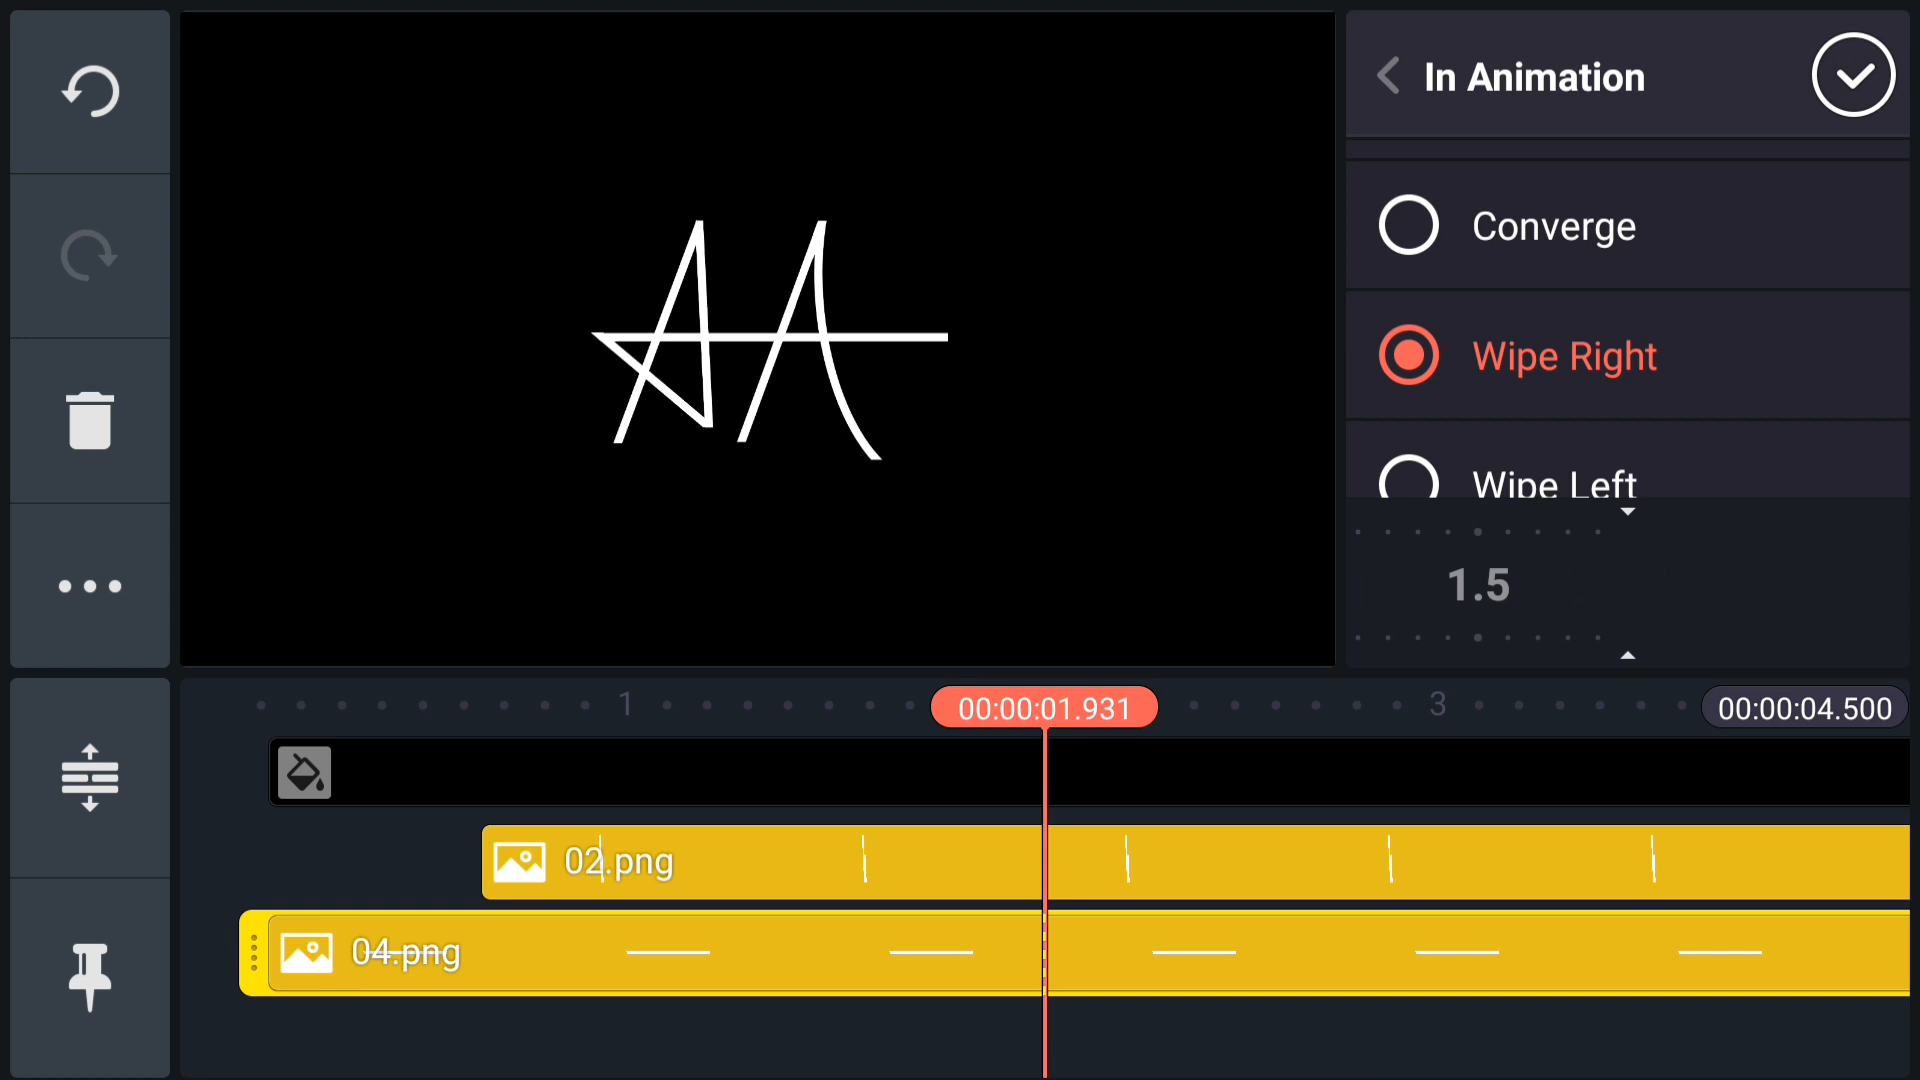 In Animation
Converge
Wipe Right
Wipe Left
1.5
AA
1
00:00:01.931
3
00:00:04.500
02.png
04.png